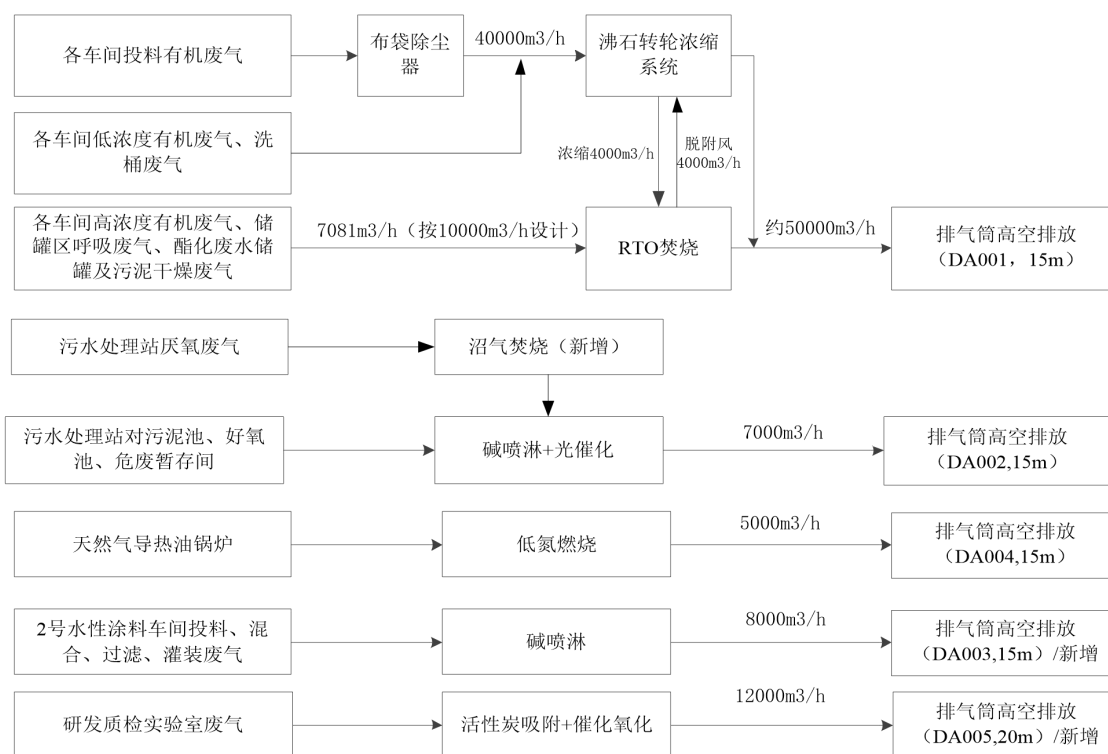 各车间投料有机废气
布袋除尘
器
40000m3/h
沸石转轮浓缩
系统
各车间低浓度有机废气、洗
桶废气
浓缩4000m3/h
脱附风
4000m3/h
各车间高浓度有机废气、储
罐区呼吸废气、酯化废水储
罐及污泥干燥废气
7081m3/h（按10000m3/h设计）
RTO焚烧
约50000m3/h
排气筒高空排放
（DA001，15m）
污水处理站厌氧废气
沼气焚烧（新增）
污水处理站对污泥池、好氧
池、危废暂存间
碱喷淋+光催化
7000m3/h
排气筒高空排放
（DA002,15m）
天然气导热油锅炉
低氮燃烧
5000m3/h
排气筒高空排放
（DA004,15m）
2号水性涂料车间投料、混
合、过滤、灌装废气
碱喷淋
8000m3/h
排气筒高空排放
（DA003,15m）/新增
研发质检实验室废气
活性炭吸附+催化氧化
12000m3/h
排气筒高空排放
（DA005,20m）/新增